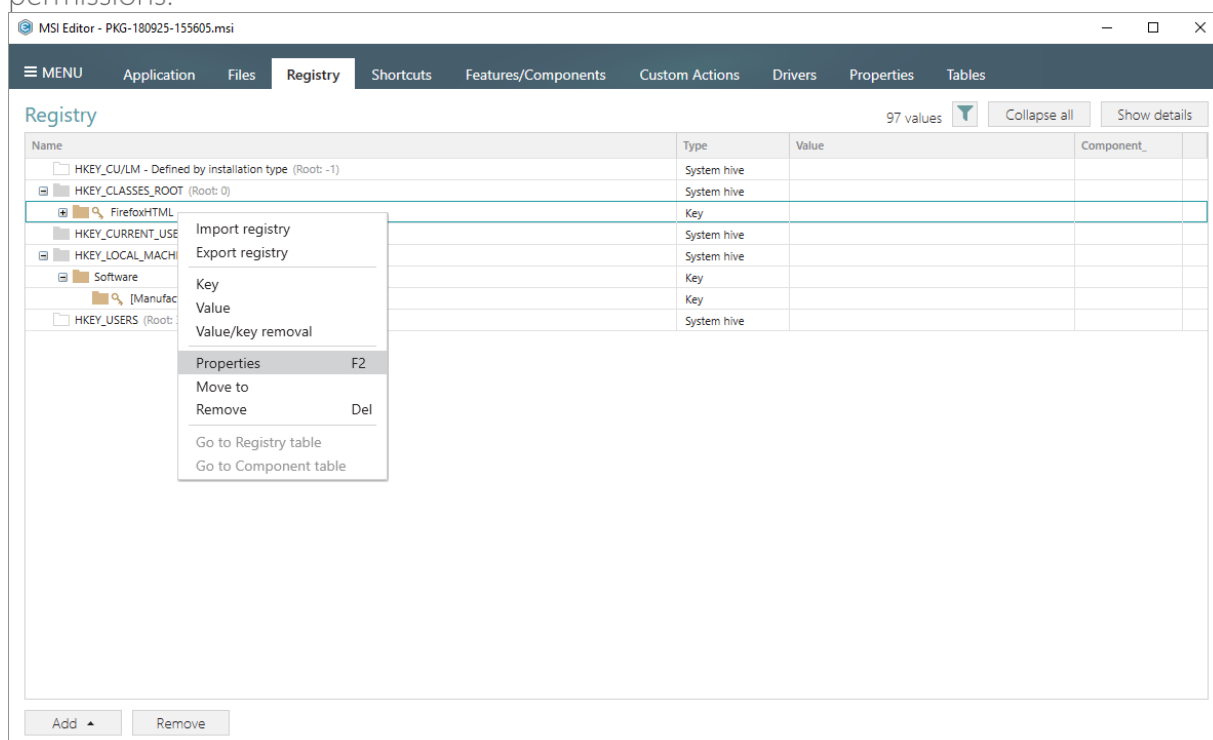 permissions.
MSI Editor - PKG-180925-155605.msi
MENU Application Files Registry Shortcuts Features/Components Custom Actions Drivers Properties Tables
Registry 97 values Collapse all Show details
Name Type Value Component_
HKEY_CU/LM - Defined by installation type (Root: -1) System hive
HKEY_CLASSES_ROOT (Root: 0) System hive
FirefoxHTML Key
HKEY_CURRENT_USE System hive
HKEY_LOCAL_MACHI System hive
Software Key
[Manufac Key
HKEY_USERS (Root: System hive
Import registry
Export registry
Key
Value
Value/key removal
Properties F2
Move to
Remove Del
Go to Registry table
Go to Component table
Add Remove